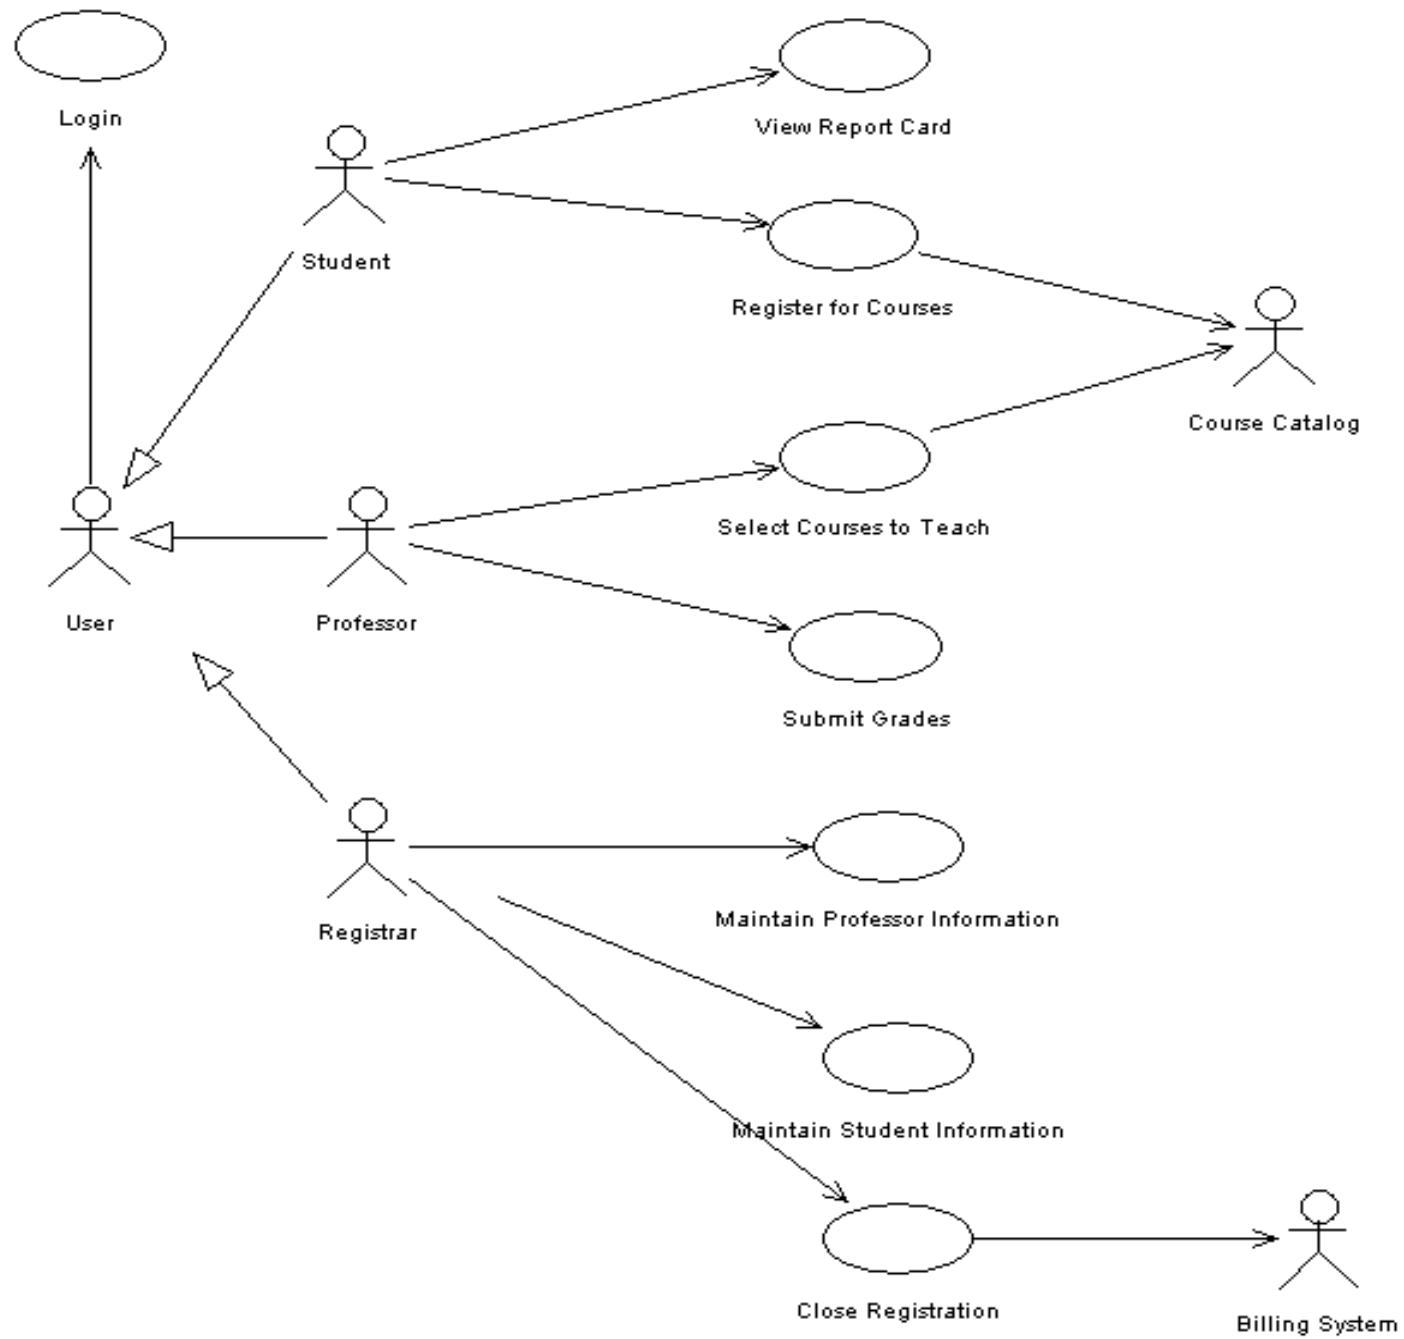 Login
View Report Card
Student
Register for Courses
Course Catalog
Select Courses to Teach
User
Professor
Submit Grades
Registrar
Maintain Professor Information
Maintain Student Information
Close Registration
Billing System